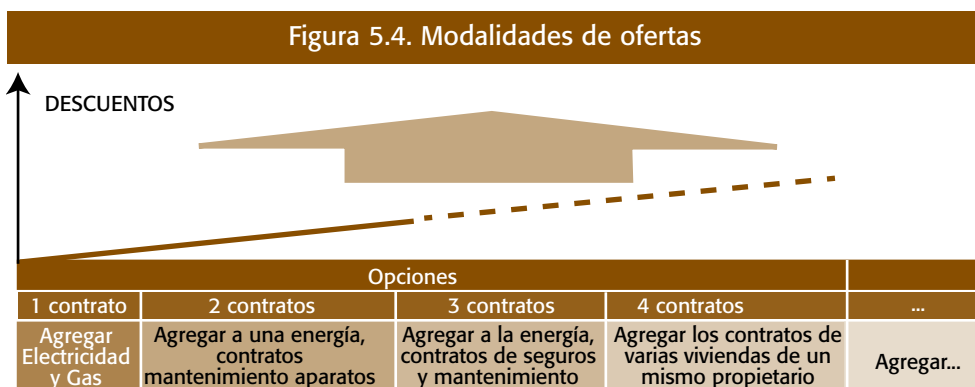 Figura 5.4. Modalidades de ofertas
DESCUENTOS
Opciones
1 contrato
2 contratos
3 contratos
4 contratos
...
Agregar
Electricidad
y Gas
Agregar a una energía,
contratos
mantenimiento aparatos
Agregar a la energía,
contratos de seguros
y mantenimiento
Agregar los contratos de
varias viviendas de un
mismo propietario
Agregar...